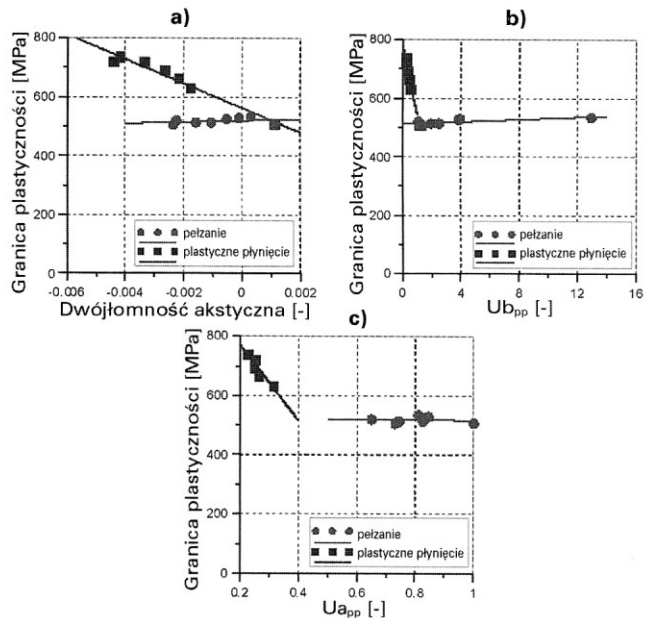 a)
Granica plastyczności [MPa]
800
600
400
200
0
-0.006 -0.004 -0.002 0 0.002
Dwójłomność akstyczna [-]
pełzanie
plastyczne płynięcie
b)
Granica plastyczności [MPa]
800
600
400
200
0
0 4 8 12 16
Ub_pp [-]
pełzanie
plastyczne płynięcie
c)
Granica plastyczności [MPa]
800
600
400
200
0
0.2 0.4 0.6 0.8 1
Ua_pp [-]
pełzanie
plastyczne płynięcie